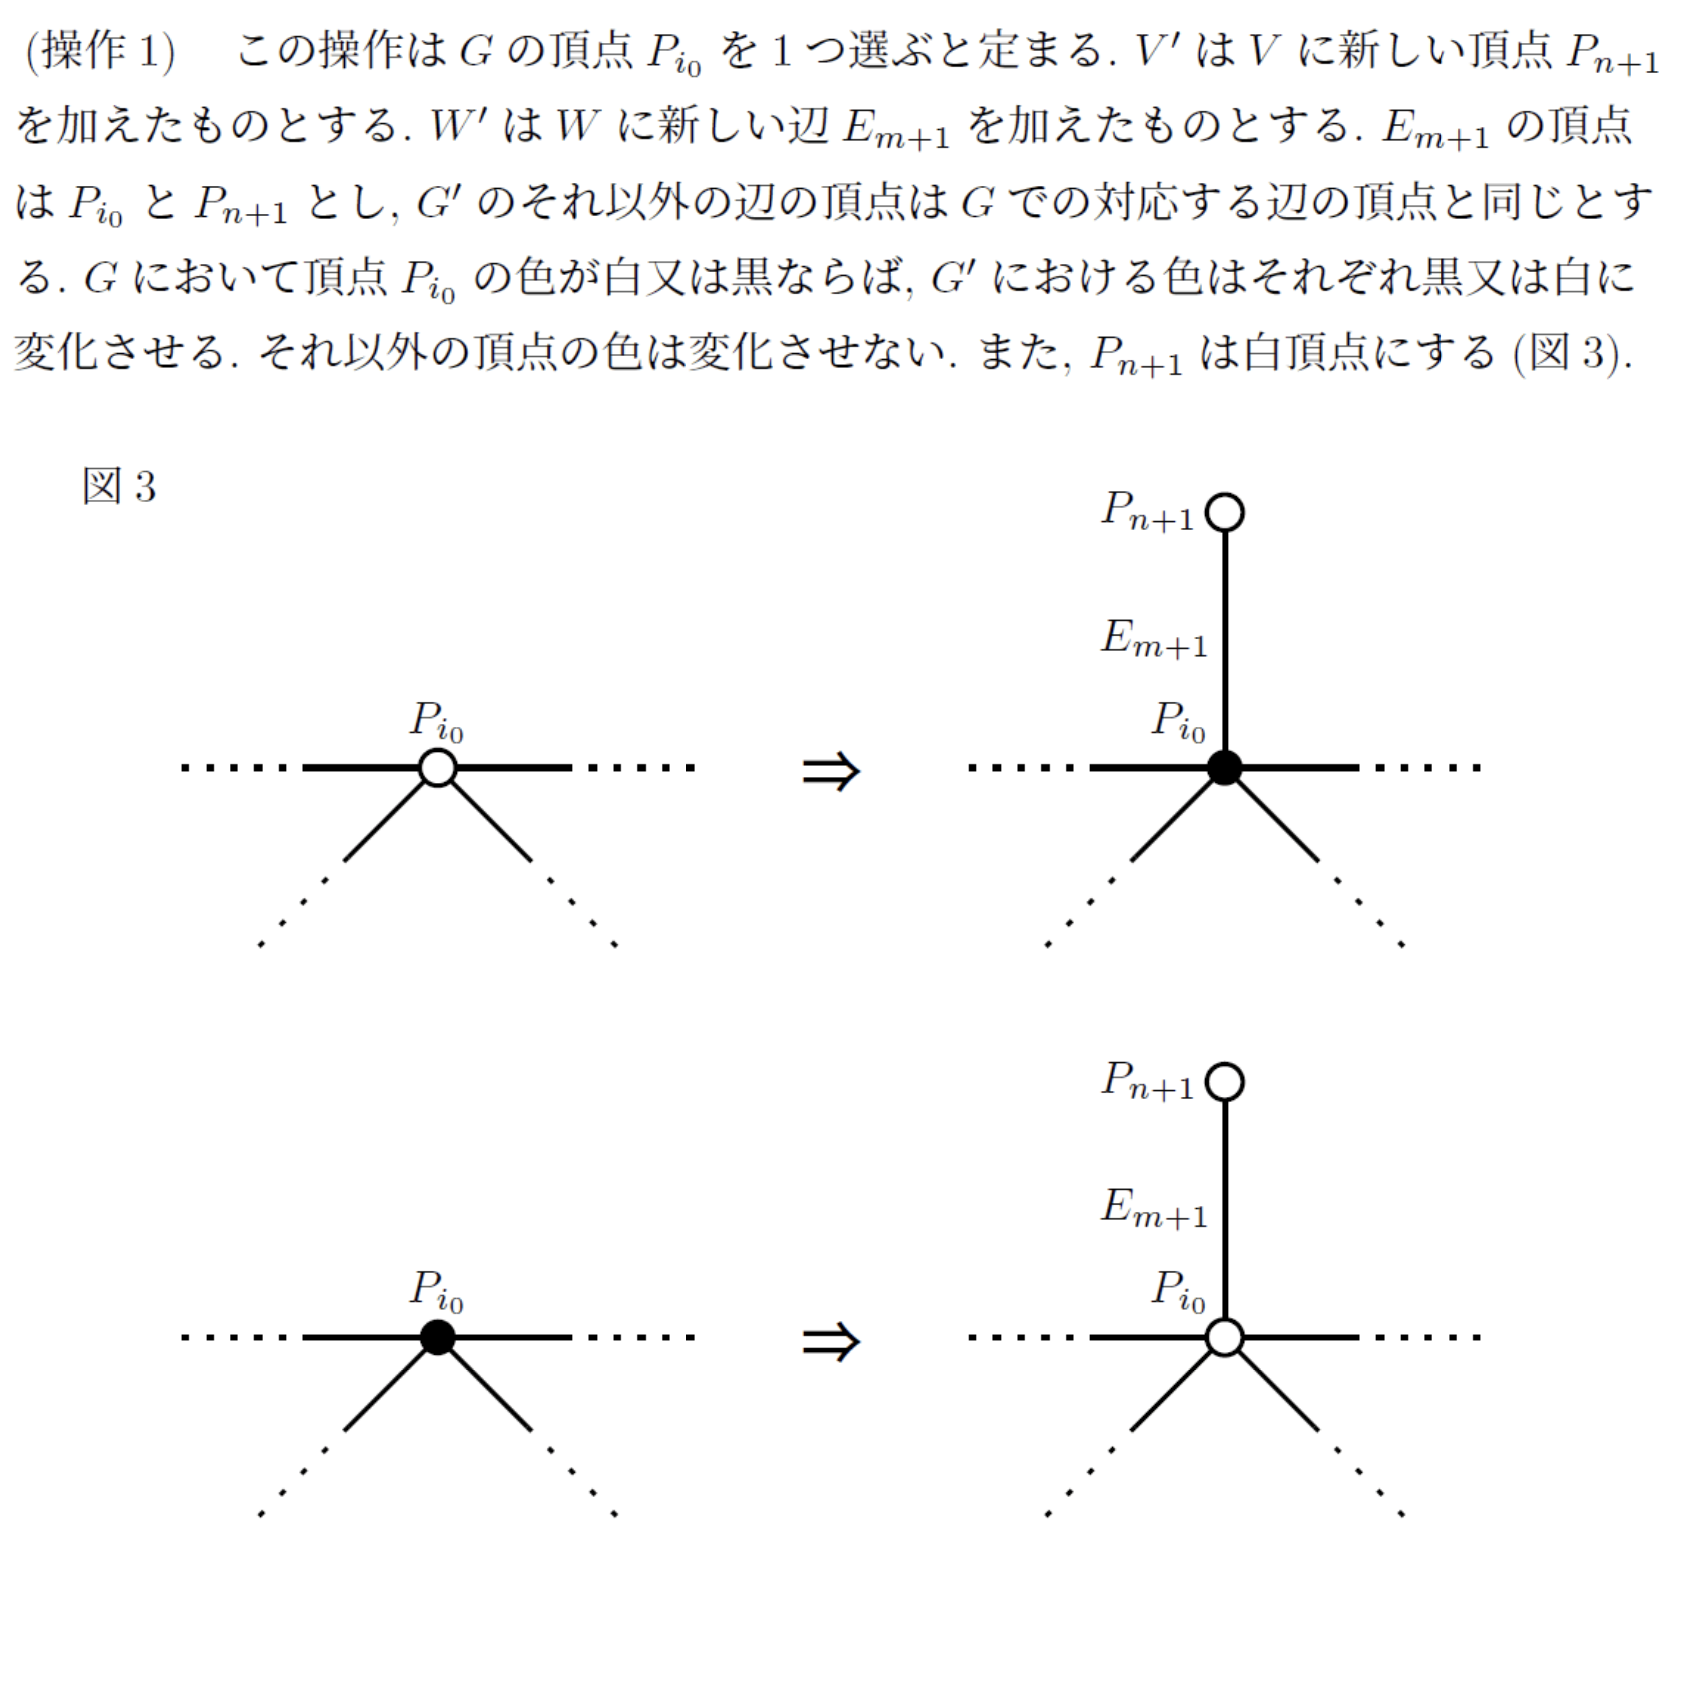 (操作 1) この操作は G の頂点 P_{i_0} を 1 つ選ぶと定まる. V′ は V に新しい頂点 P_{n+1}
を加えたものとする. W′ は W に新しい辺 E_{m+1} を加えたものとする. E_{m+1} の頂点
は P_{i_0} と P_{n+1} とし, G′ のそれ以外の辺の頂点は G での対応する辺の頂点と同じとす
る. G において頂点 P_{i_0} の色が白又は黒ならば, G′ における色はそれぞれ黒又は白に
変化させる. それ以外の頂点の色は変化させない. また, P_{n+1} は白頂点にする (図 3).
図 3
P_{n+1}
E_{m+1}
P_{i_0}
⇒
P_{i_0}
P_{n+1}
E_{m+1}
P_{i_0}
⇒
P_{i_0}